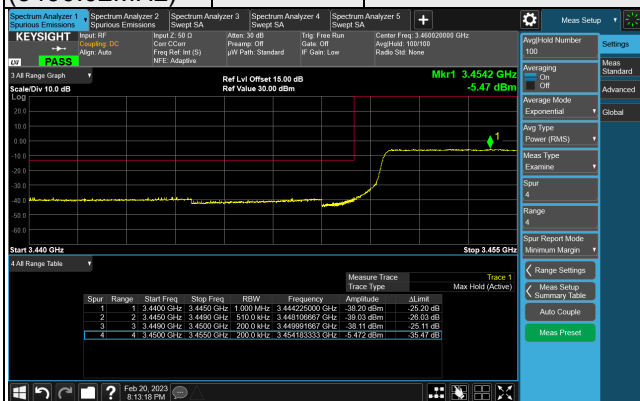 (3450.02MHz)
Spectrum Analyzer 1 Spurious Emissions
Spectrum Analyzer 2 Spurious Emissions
Spectrum Analyzer 3 Swept SA
Spectrum Analyzer 4 Swept SA
Spectrum Analyzer 5 Swept SA
+
Meas Setup
KEYSIGHT
Input: RF
Coupling: DC
Align: Auto
Input Z: 50 Ω
Corr CCorr
Freq Ref: Int (S)
NFE: Adaptive
Atten: 30 dB
Preamp: Off
µW Path: Standard
Trig: Free Run
Gate: Off
IF Gain: Low
Center Freq: 3.460020000 GHz
Avg|Hold: 100/100
Radio Std: None
LXI
PASS
3 All Range Graph
Scale/Div 10.0 dB
Ref Lvl Offset 15.00 dB
Ref Value 30.00 dBm
Mkr1 3.4542 GHz
-5.47 dBm
Log
20.0
10.0
0.00
-10.0
-20.0
-30.0
-40.0
-50.0
-60.0
1
Start 3.440 GHz
Stop 3.455 GHz
4 All Range Table
Measure Trace Trace 1
Trace Type Max Hold (Active)
Spur Range Start Freq Stop Freq RBW Frequency Amplitude ΔLimit
1 1 3.4400 GHz 3.4450 GHz 1.000 MHz 3.444225000 GHz -38.20 dBm -25.20 dB
2 2 3.4450 GHz 3.4490 GHz 510.0 kHz 3.448106667 GHz -39.03 dBm -26.03 dB
3 3 3.4490 GHz 3.4500 GHz 200.0 kHz 3.449991667 GHz -38.11 dBm -25.11 dB
4 4 3.4500 GHz 3.4550 GHz 200.0 kHz 3.454183333 GHz -5.472 dBm -35.47 dB
Feb 20, 2023
8:13:18 PM
?
Avg|Hold Number
100
Averaging
On
Off
Average Mode
Exponential
Avg Type
Power (RMS)
Meas Type
Examine
Spur
4
Range
4
Spur Report Mode
Minimum Margin
Range Settings
Meas Setup Summary Table
Auto Couple
Meas Preset
Settings
Meas Standard
Advanced
Global